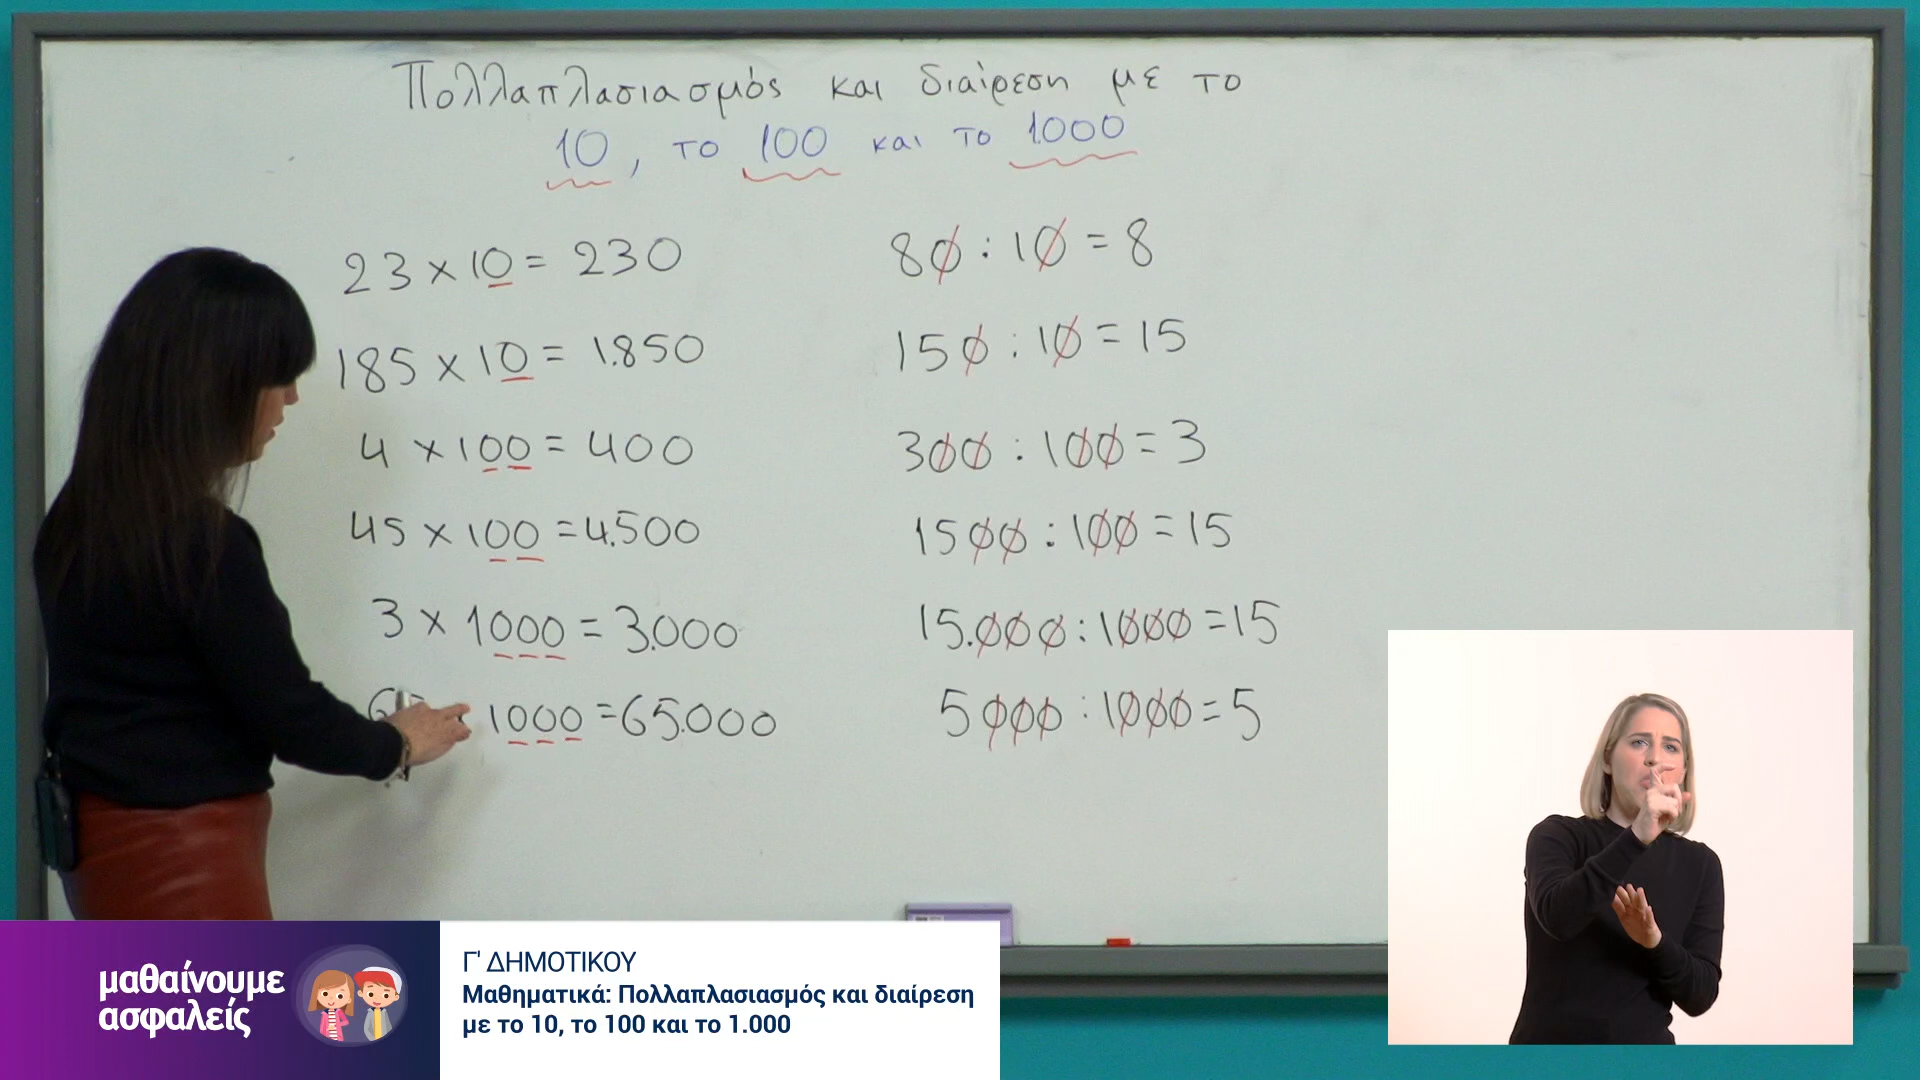 Πολλαπλασιασμός και διαίρεση με το
10, το 100 και το 1.000
23 x 10 = 230
185 x 10 = 1.850
4 x 100 = 400
45 x 100 = 4.500
3 x 1000 = 3.000
x 1000 = 65.000
80 : 10 = 8
150 : 10 = 15
300 : 100 = 3
1500 : 100 = 15
15.000 : 1000 = 15
5000 : 1000 = 5
μαθαίνουμε
ασφαλείς
Γ' ΔΗΜΟΤΙΚΟΥ
Μαθηματικά: Πολλαπλασιασμός και διαίρεση
με το 10, το 100 και το 1.000